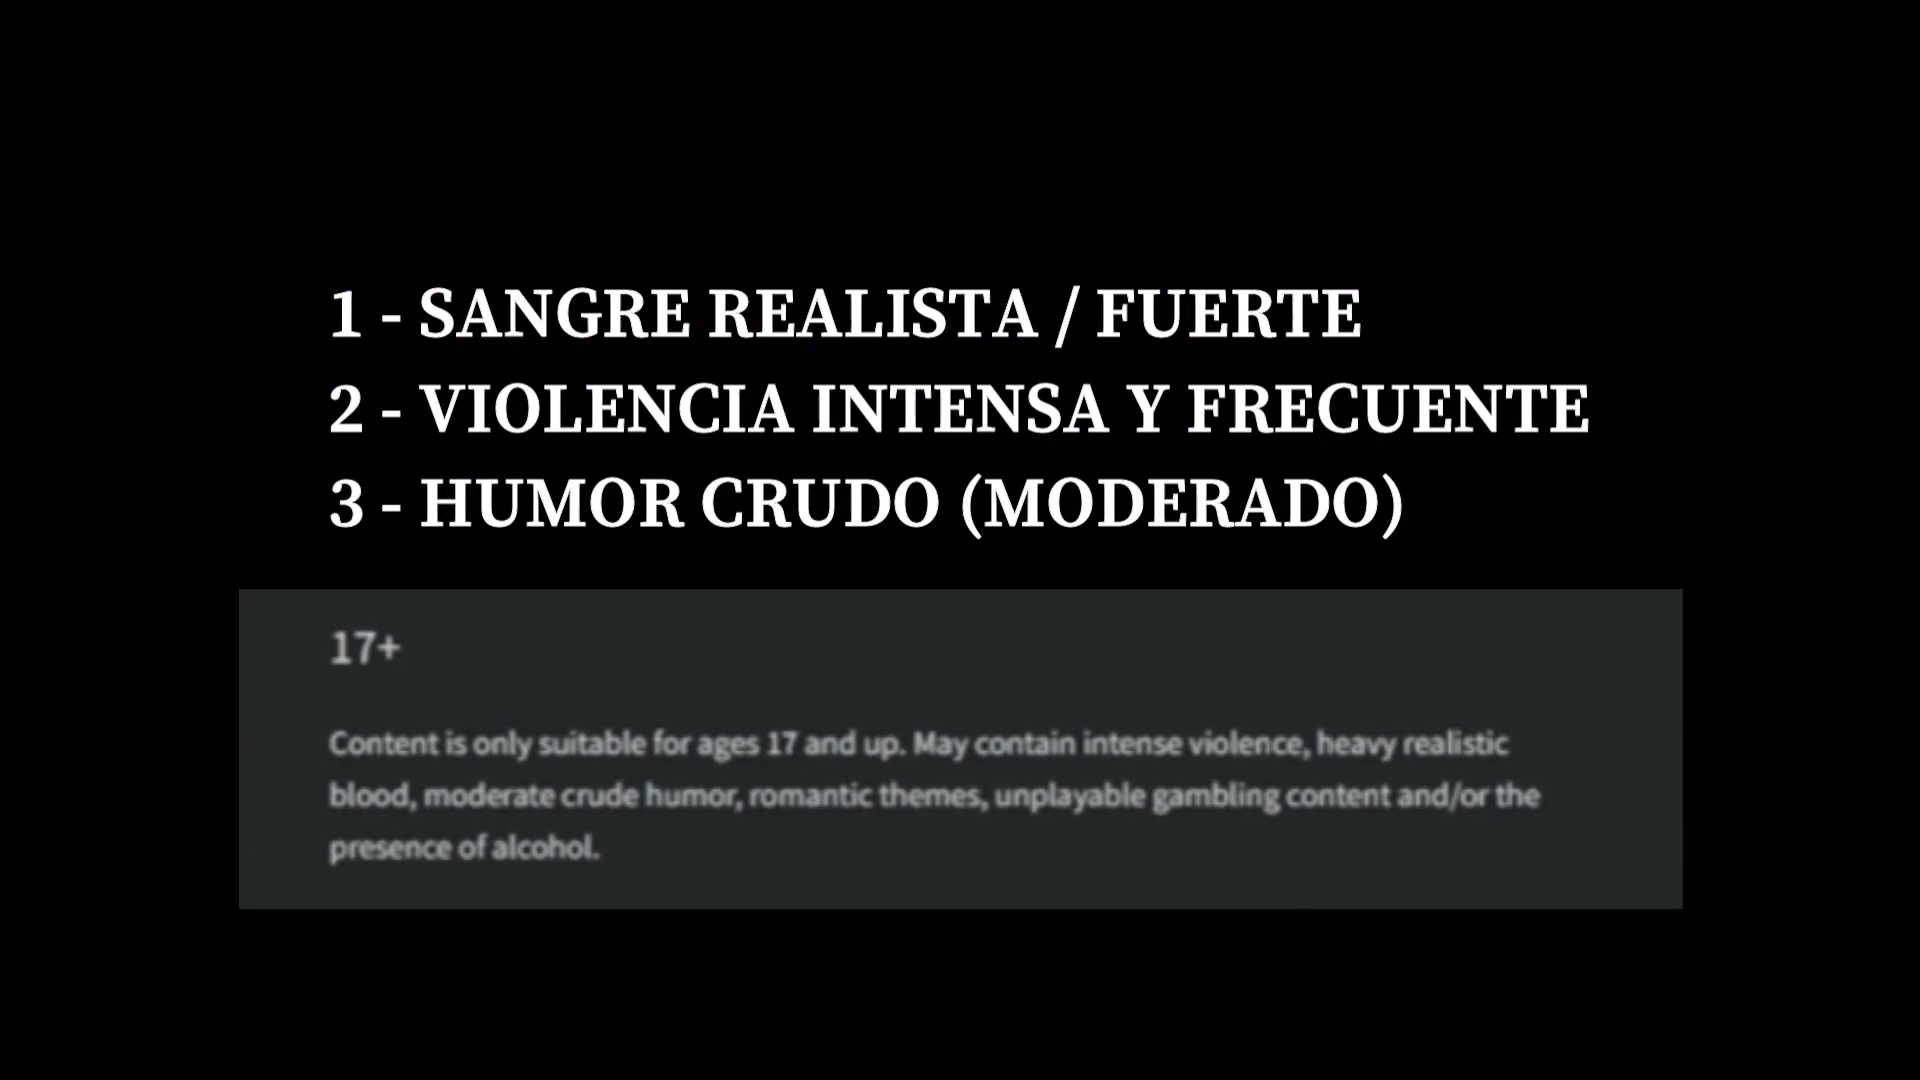 1 - SANGRE REALISTA / FUERTE
2 - VIOLENCIA INTENSA Y FRECUENTE
3 - HUMOR CRUDO (MODERADO)
17+
Content is only suitable for ages 17 and up. May contain intense violence, heavy realistic
blood, moderate crude humor, romantic themes, unplayable gambling content and/or the
presence of alcohol.